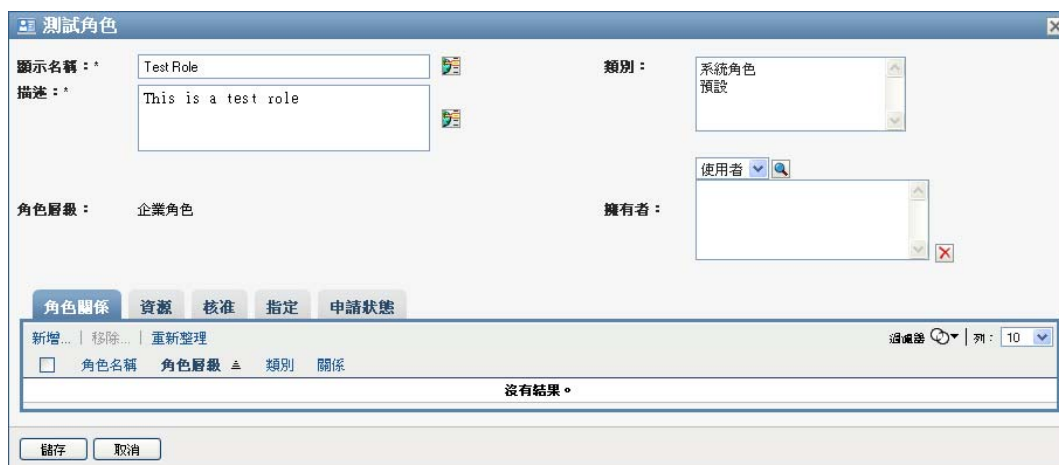 測試角色
顯示名稱：*
Test Role
類別：
系統角色
預設
描述：*
This is a test role
使用者
角色層級：
企業角色
擁有者：
角色關係 資源 核准 指定 申請狀態
新增... | 移除... | 重新整理
過濾器 | 列： 10
角色名稱 角色層級 類別 關係
沒有結果。
儲存 取消